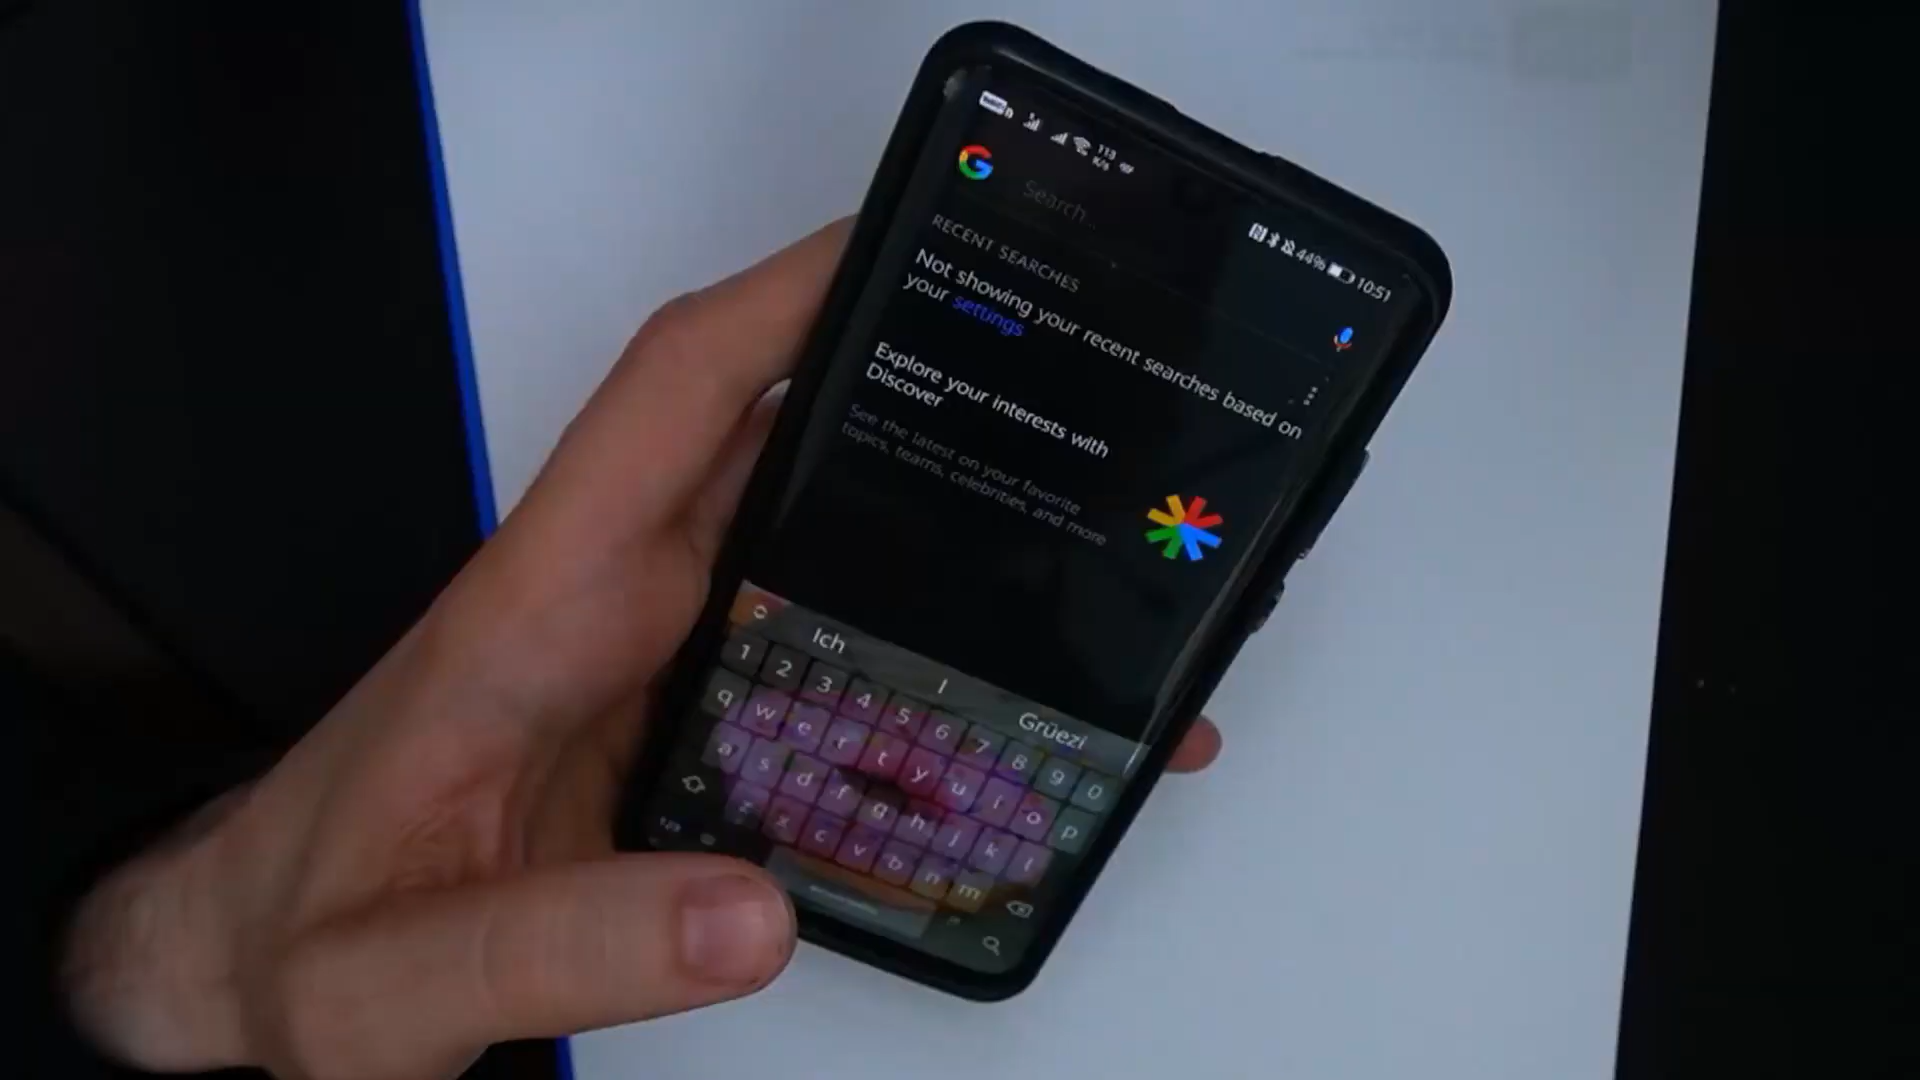 113
K/s
44%
10:51
Search...
RECENT SEARCHES
Not showing your recent searches based on
your settings
Explore your interests with
Discover
See the latest on your favorite
topics, teams, celebrities, and more
Ich
I
Grüezi
1 2 3 4 5 6 7 8 9 0
q w e r t y u i o p
a s d f g h j k l
z x c v b n m
123